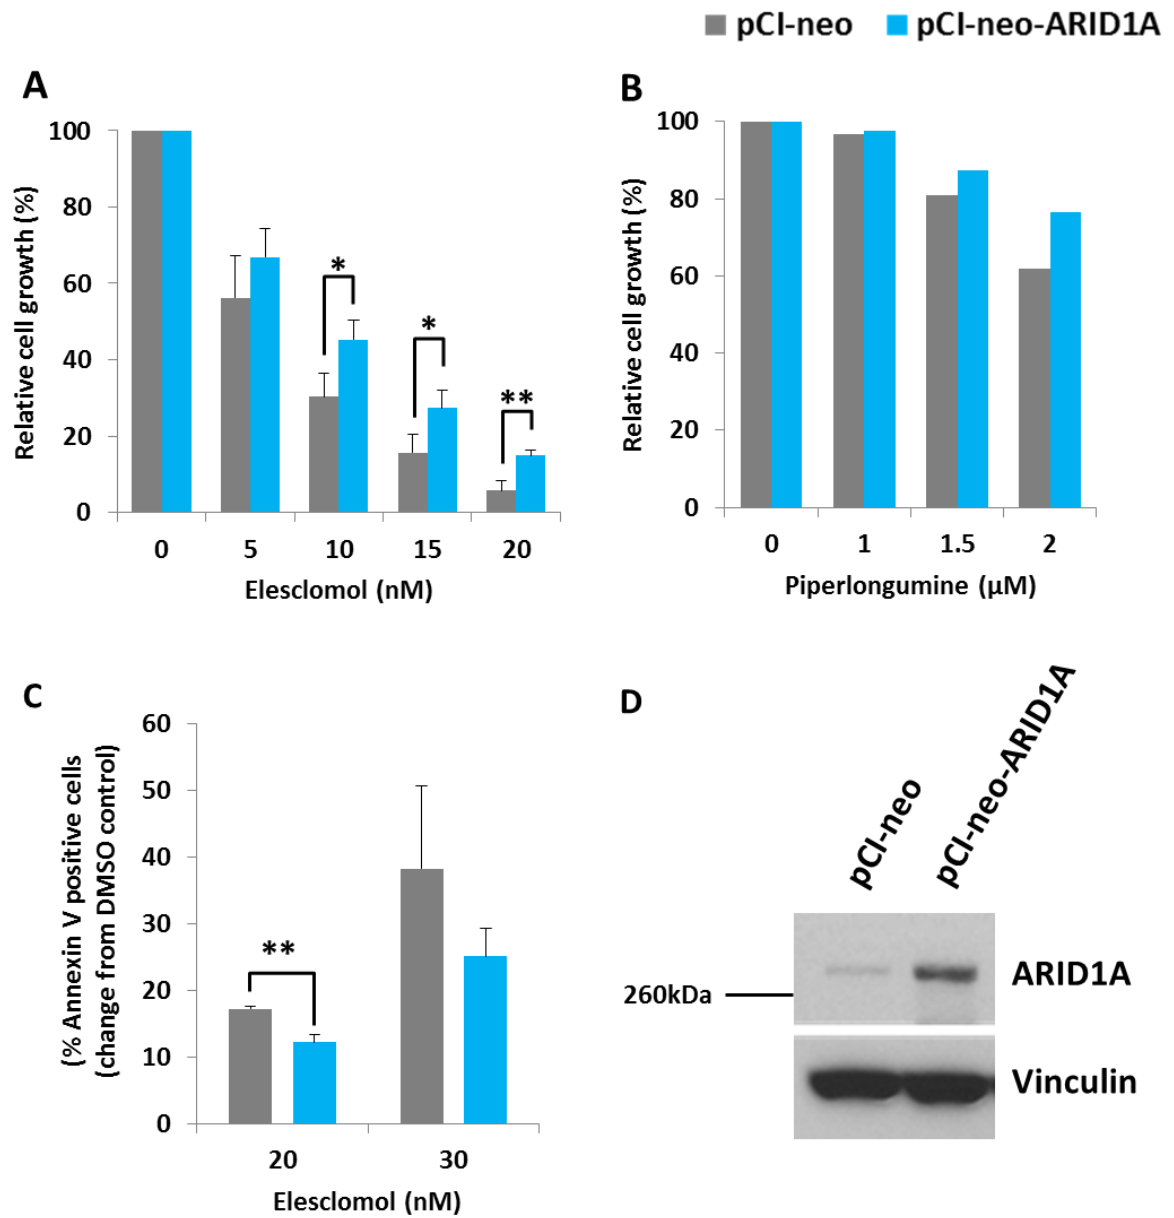 pCI-neo pCI-neo-ARID1A
A
100
80
60
40
20
0
Relative cell growth (%)
*
*
**
0 5 10 15 20
Elesclomol (nM)
B
100
80
60
40
20
0
Relative cell growth (%)
0 1 1.5 2
Piperlongumine (μM)
C
60
50
40
30
20
10
0
(% Annexin V positive cells
(change from DMSO control)
**
20 30
Elesclomol (nM)
D
pCI-neo
pCI-neo-ARID1A
260kDa
ARID1A
Vinculin